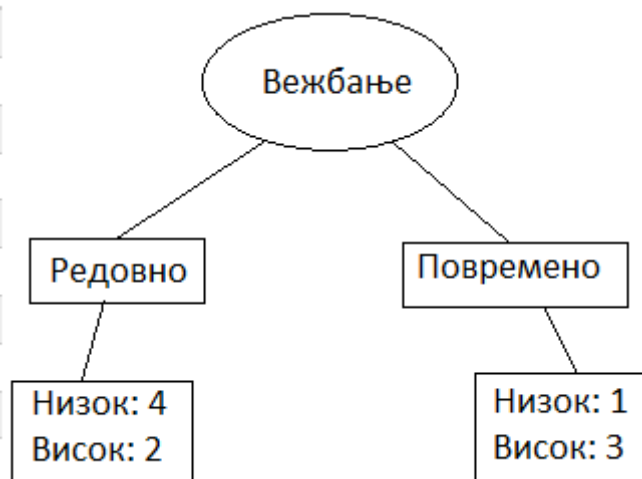 Вежбање
Редовно
Повремено
Низок: 4
Висок: 2
Низок: 1
Висок: 3